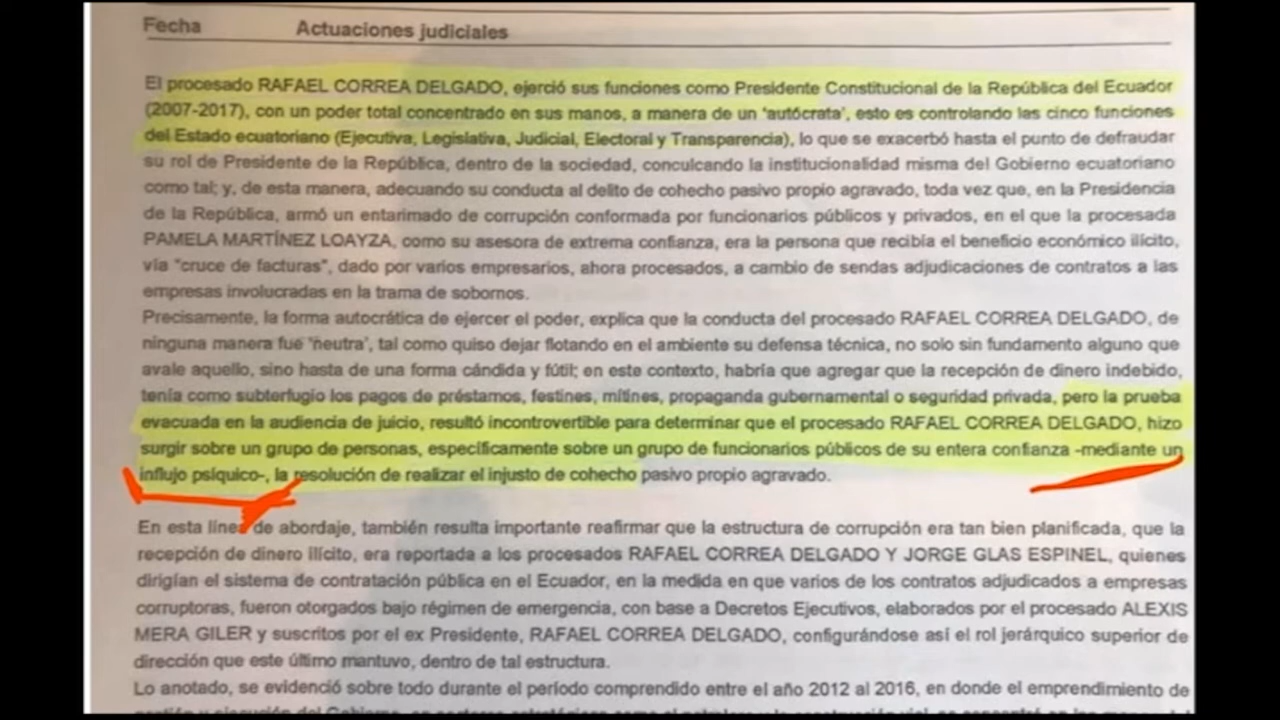 Fecha Actuaciones judiciales
El procesado RAFAEL CORREA DELGADO, ejerció sus funciones como Presidente Constitucional de la República del Ecuador
(2007-2017), con un poder total concentrado en sus manos, a manera de un 'autócrata', esto es controlando las cinco funciones
del Estado ecuatoriano (Ejecutiva, Legislativa, Judicial, Electoral y Transparencia), lo que se exacerbó hasta el punto de defraudar
su rol de Presidente de la República, dentro de la sociedad, conculcando la institucionalidad misma del Gobierno ecuatoriano
como tal; y, de esta manera, adecuando su conducta al delito de cohecho pasivo propio agravado, toda vez que, en la Presidencia
de la República, armó un entarimado de corrupción conformada por funcionarios públicos y privados, en el que la procesada
PAMELA MARTÍNEZ LOAYZA, como su asesora de extrema confianza, era la persona que recibía el beneficio económico ilícito,
vía "cruce de facturas", dado por varios empresarios, ahora procesados, a cambio de sendas adjudicaciones de contratos a las
empresas involucradas en la trama de sobornos.
Precisamente, la forma autocrática de ejercer el poder, explica que la conducta del procesado RAFAEL CORREA DELGADO, de
ninguna manera fue 'ñeutra', tal como quiso dejar flotando en el ambiente su defensa técnica, no solo sin fundamento alguno que
avale aquello, sino hasta de una forma cándida y fútil; en este contexto, habría que agregar que la recepción de dinero indebido,
tenía como subterfugio los pagos de préstamos, festines, mítines, propaganda gubernamental o seguridad privada, pero la prueba
evacuada en la audiencia de juicio, resultó incontrovertible para determinar que el procesado RAFAEL CORREA DELGADO, hizo
surgir sobre un grupo de personas, específicamente sobre un grupo de funcionarios públicos de su entera confianza -mediante un
influjo psíquico-, la resolución de realizar el injusto de cohecho pasivo propio agravado.
En esta línea de abordaje, también resulta importante reafirmar que la estructura de corrupción era tan bien planificada, que la
recepción de dinero ilícito, era reportada a los procesados RAFAEL CORREA DELGADO Y JORGE GLAS ESPINEL, quienes
dirigían el sistema de contratación pública en el Ecuador, en la medida en que varios de los contratos adjudicados a empresas
corruptoras, fueron otorgados bajo régimen de emergencia, con base a Decretos Ejecutivos, elaborados por el procesado ALEXIS
MERA GILER y suscritos por el ex Presidente, RAFAEL CORREA DELGADO, configurándose así el rol jerárquico superior de
dirección que este último mantuvo, dentro de tal estructura.
Lo anotado, se evidenció sobre todo durante el período comprendido entre el año 2012 al 2016, en donde el emprendimiento de